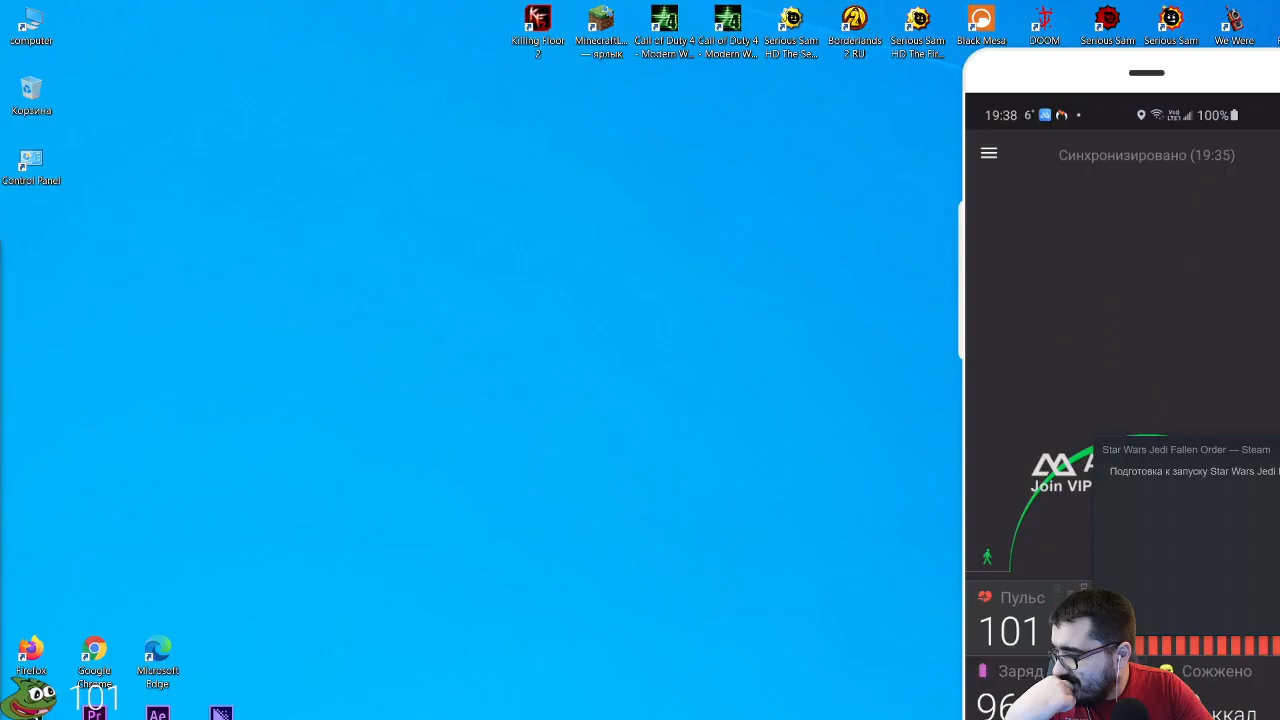 computer
Корзина
Control Panel
Killing Floor
2
MinecraftL...
— ярлык
Call of Duty 4
- Modern W...
Call of Duty 4
- Modern W...
Serious Sam
HD The Se...
Borderlands
2 RU
Serious Sam
HD The Fir...
Black Mesa
DOOM
Serious Sam
Serious Sam
We Were
19:38 6° 100%
Синхронизировано (19:35)
Star Wars Jedi Fallen Order — Steam
Подготовка к запуску Star Wars Jedi
Join VIP
Пульс
101
Заряд
96
Сожжено
ккал
Firefox
Google
Chrome
Microsoft
Edge
101
Pr
Ae